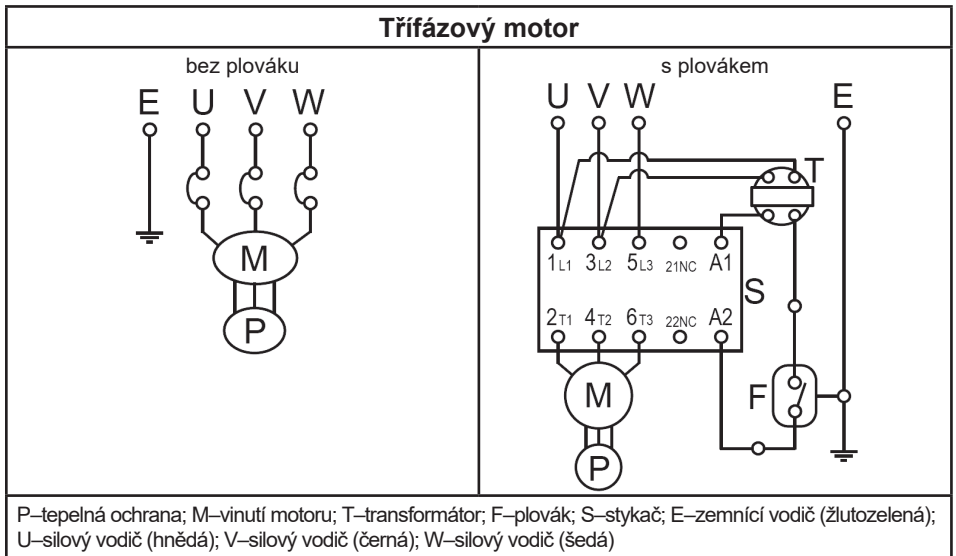 Třífázový motor
bez plováku
E U V W
M
P
s plovákem
U V W E
T
1L1 3L2 5L3 21NC A1
S
2T1 4T2 6T3 22NC A2
F
M
P
P–tepelná ochrana; M–vinutí motoru; T–transformátor; F–plovák; S–stykač; E–zemnící vodič (žlutozelená);
U–silový vodič (hnědá); V–silový vodič (černá); W–silový vodič (šedá)